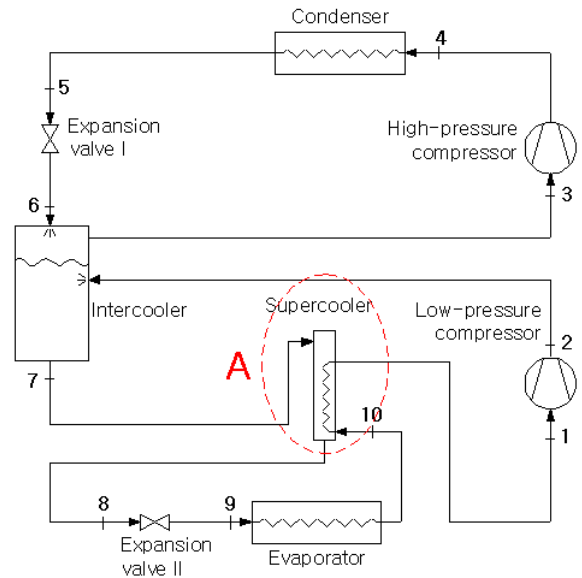 Condenser
4
5
Expansion
valve I
High-pressure
compressor
3
6
Intercooler
Supercooler
Low-pressure
compressor
2
7
A
10
1
8
9
Expansion
valve II
Evaporator